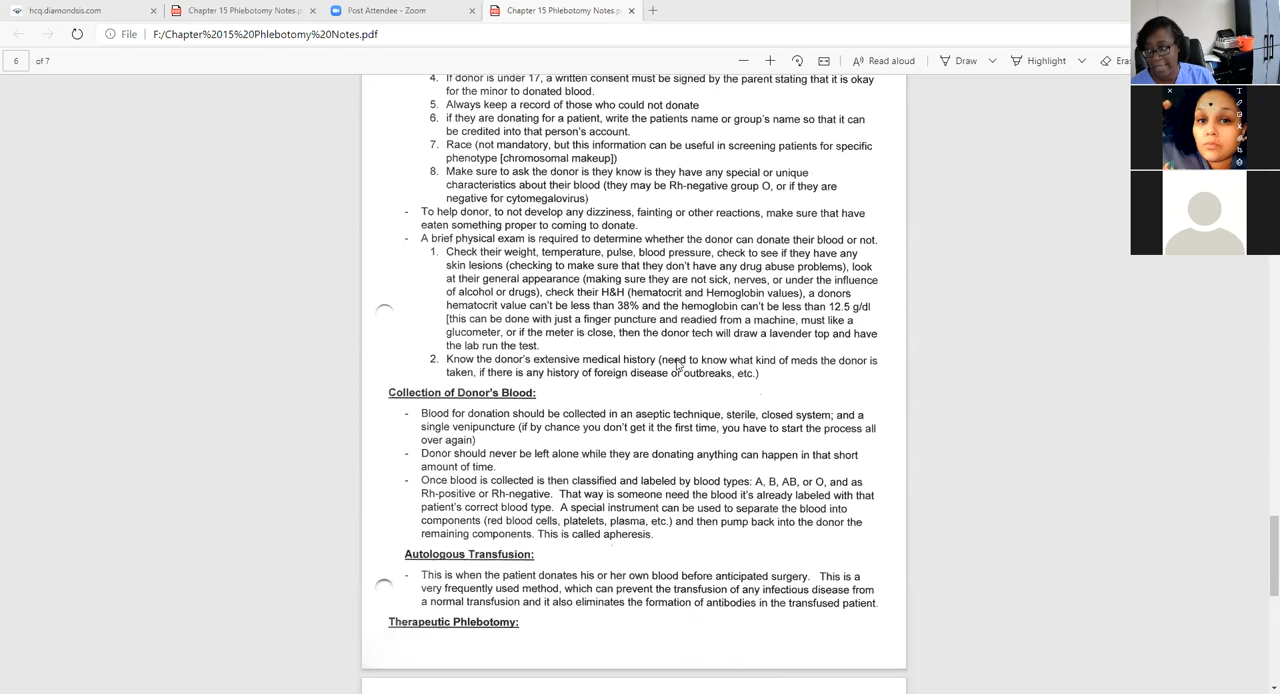 hcq.diamondsis.com
Chapter 15 Phlebotomy Notes.p
Post Attendee - Zoom
Chapter 15 Phlebotomy Notes.p
File
F:/Chapter%2015%20Phlebotomy%20Notes.pdf
6 of 7
Read aloud
Draw
Highlight
Eras
4. If donor is under 17, a written consent must be signed by the parent stating that it is okay
for the minor to donated blood.
5. Always keep a record of those who could not donate
6. if they are donating for a patient, write the patients name or group's name so that it can
be credited into that person's account.
7. Race (not mandatory, but this information can be useful in screening patients for specific
phenotype [chromosomal makeup])
8. Make sure to ask the donor is they know is they have any special or unique
characteristics about their blood (they may be Rh-negative group O, or if they are
negative for cytomegalovirus)
- To help donor, to not develop any dizziness, fainting or other reactions, make sure that have
eaten something proper to coming to donate.
- A brief physical exam is required to determine whether the donor can donate their blood or not.
1. Check their weight, temperature, pulse, blood pressure, check to see if they have any
skin lesions (checking to make sure that they don't have any drug abuse problems), look
at their general appearance (making sure they are not sick, nerves, or under the influence
of alcohol or drugs), check their H&H (hematocrit and Hemoglobin values), a donors
hematocrit value can't be less than 38% and the hemoglobin can't be less than 12.5 g/dl
[this can be done with just a finger puncture and readied from a machine, must like a
glucometer, or if the meter is close, then the donor tech will draw a lavender top and have
the lab run the test.
2. Know the donor's extensive medical history (need to know what kind of meds the donor is
taken, if there is any history of foreign disease or outbreaks, etc.)
Collection of Donor's Blood:
- Blood for donation should be collected in an aseptic technique, sterile, closed system; and a
single venipuncture (if by chance you don't get it the first time, you have to start the process all
over again)
- Donor should never be left alone while they are donating anything can happen in that short
amount of time.
- Once blood is collected is then classified and labeled by blood types: A, B, AB, or O, and as
Rh-positive or Rh-negative. That way is someone need the blood it's already labeled with that
patient's correct blood type. A special instrument can be used to separate the blood into
components (red blood cells, platelets, plasma, etc.) and then pump back into the donor the
remaining components. This is called apheresis.
Autologous Transfusion:
- This is when the patient donates his or her own blood before anticipated surgery. This is a
very frequently used method, which can prevent the transfusion of any infectious disease from
a normal transfusion and it also eliminates the formation of antibodies in the transfused patient.
Therapeutic Phlebotomy: